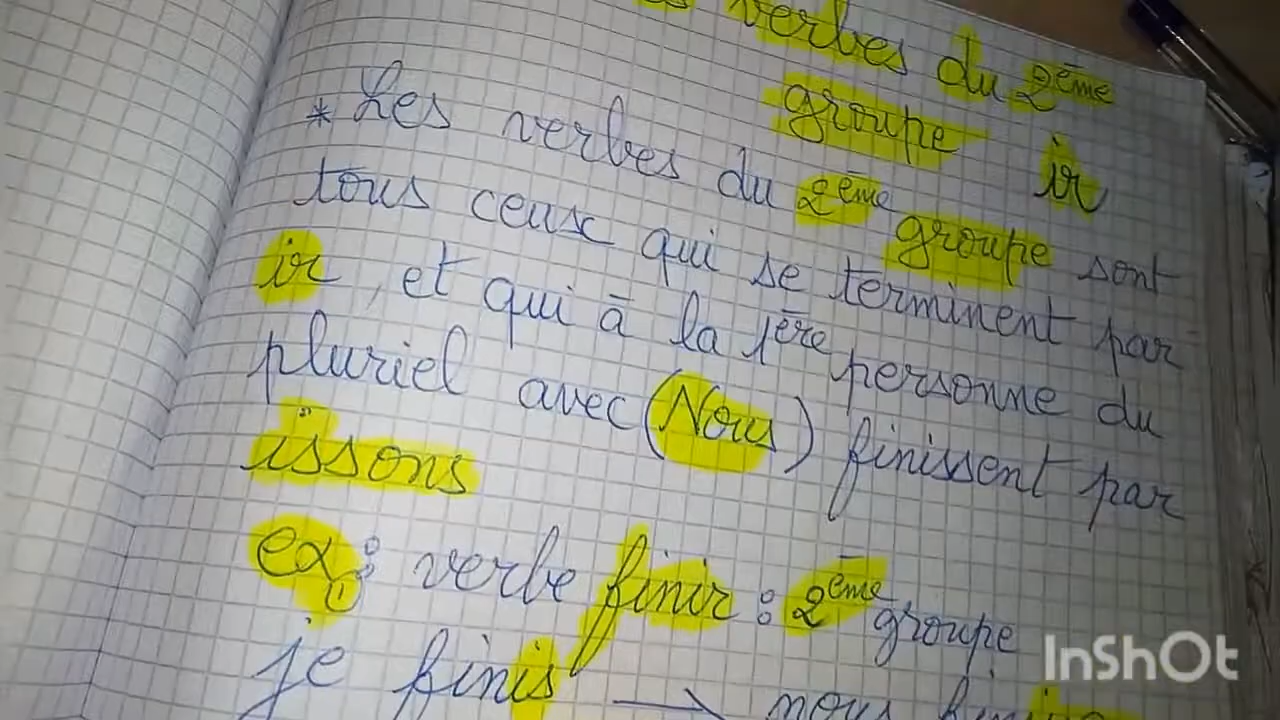 verbes du 2ème
groupe ir
* Les verbes du 2ème groupe sont
tous ceux qui se terminent par
ir, et qui à la 1ère personne du
pluriel avec (Nous) finissent par
issons
ex 1: verbe finir : 2ème groupe
je finis → nous
InShOt